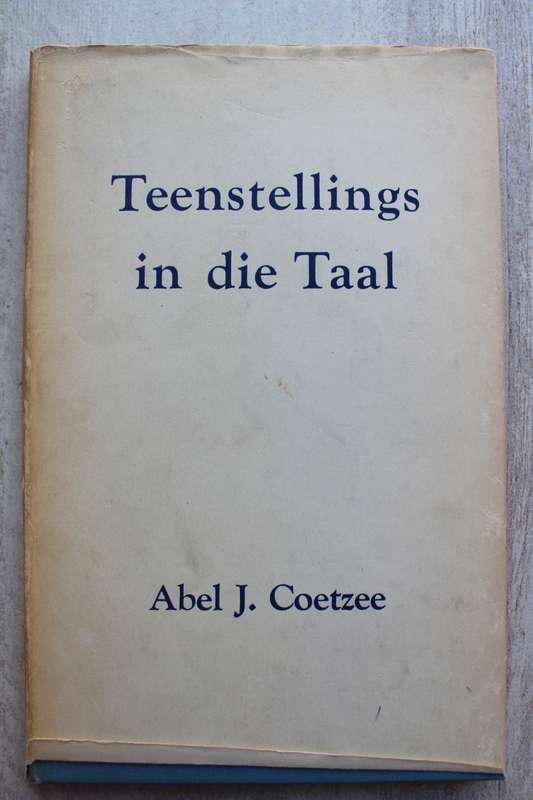 Teenstellings
in die Taal
Abel J. Coetzee